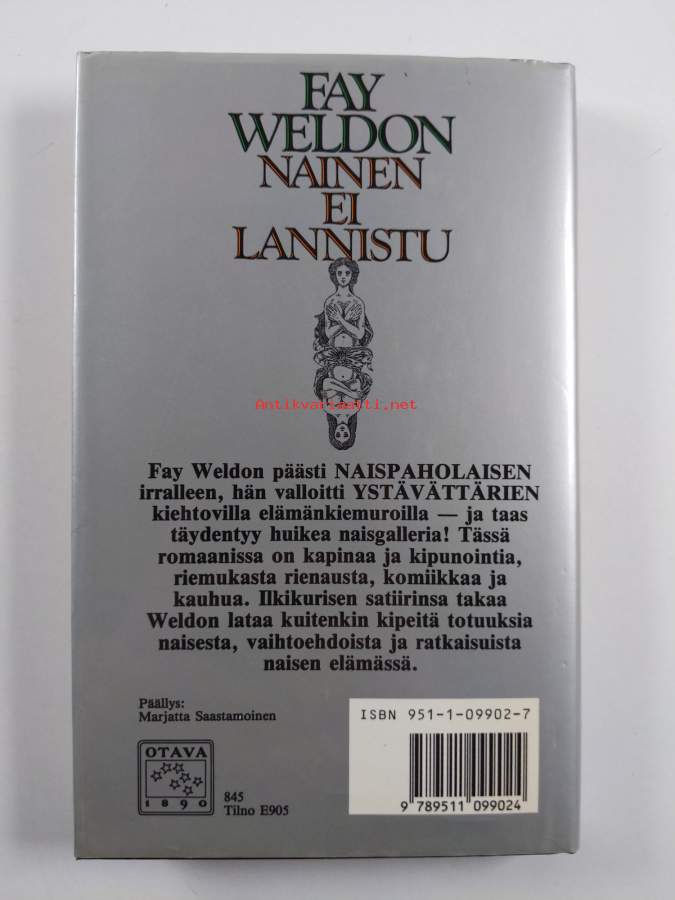 FAY
WELDON
NAINEN
EI
LANNISTU
Antikvariaatti.net
Fay Weldon päästi NAISPAHOLAISEN
irralleen, hän valloitti YSTÄVÄTTÄRIEN
kiehtovilla elämänkiemuroilla — ja taas
täydentyy huikea naisgalleria! Tässä
romaanissa on kapinaa ja kipunointia,
riemukasta rienausta, komiikkaa ja
kauhua. Ilkikurisen satiirinsa takaa
Weldon lataa kuitenkin kipeitä totuuksia
naisesta, vaihtoehdoista ja ratkaisuista
naisen elämässä.
Päällys:
Marjatta Saastamoinen
OTAVA
1890
845
Tilno E905
ISBN 951-1-09902-7
9 789511 099024